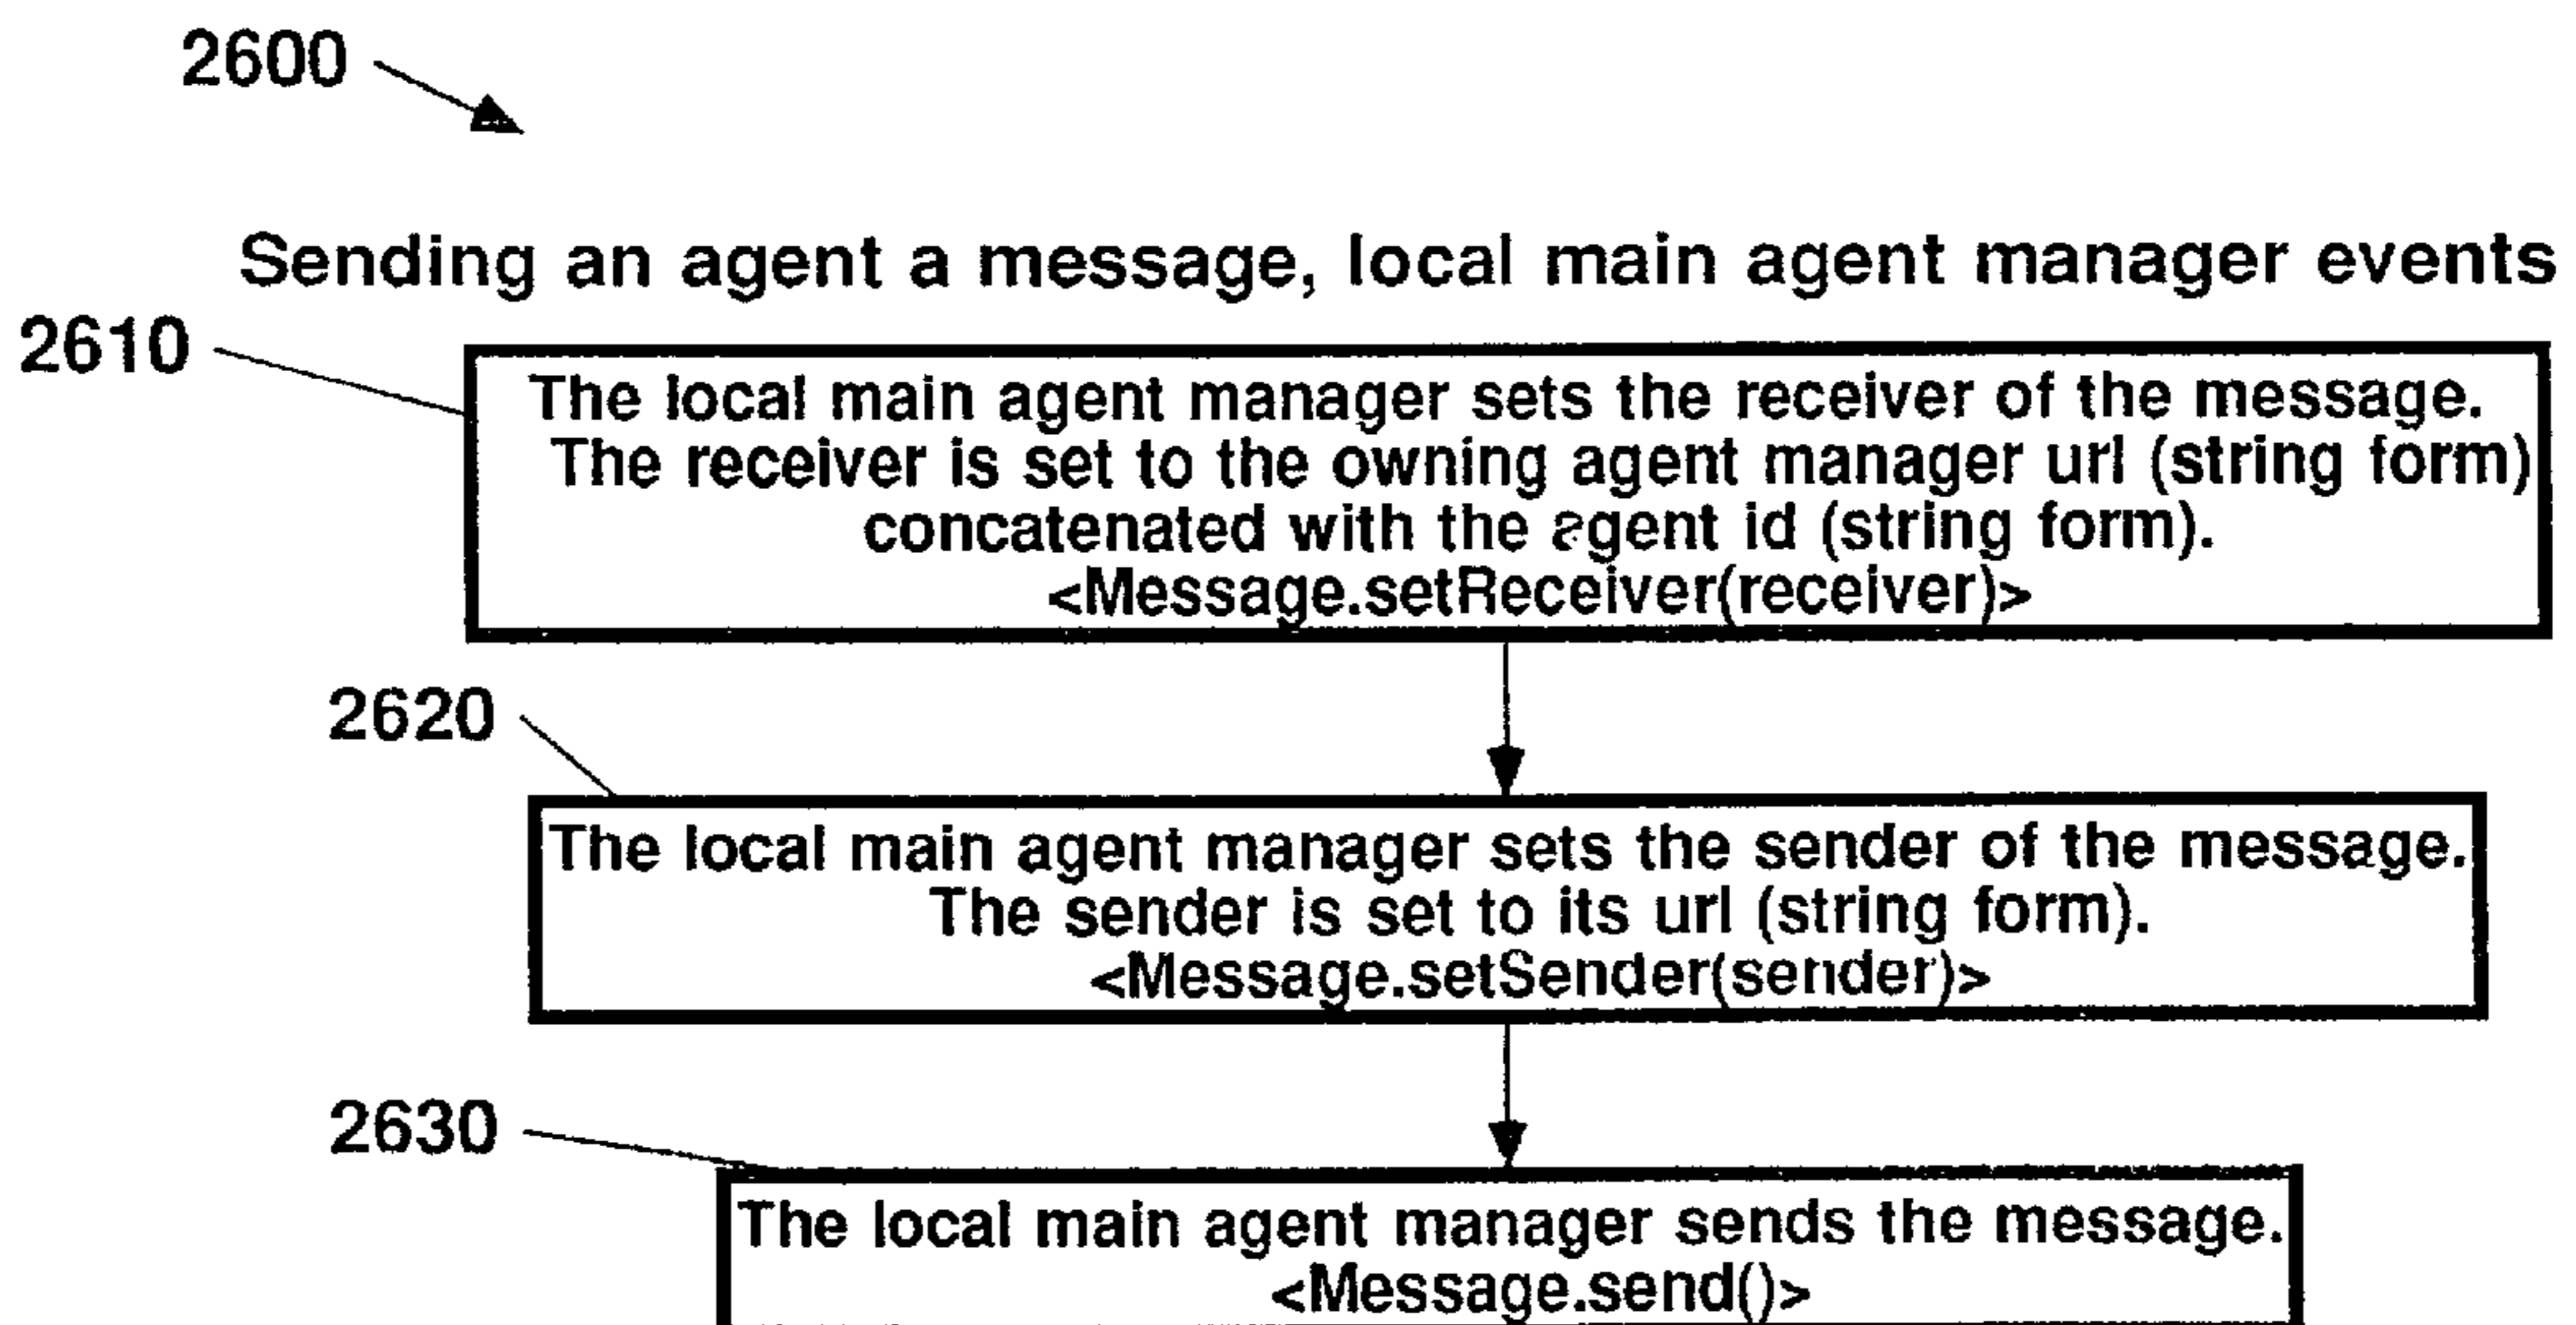 2600
Sending an agent a message, local main agent manager events
2610
The local main agent manager sets the receiver of the message.
The receiver is set to the owning agent manager url (string form)
concatenated with the agent id (string form).
<Message.setReceiver(receiver)>
2620
The local main agent manager sets the sender of the message.
The sender is set to its url (string form).
<Message.setSender(sender)>
2630
The local main agent manager sends the message.
<Message.send()>